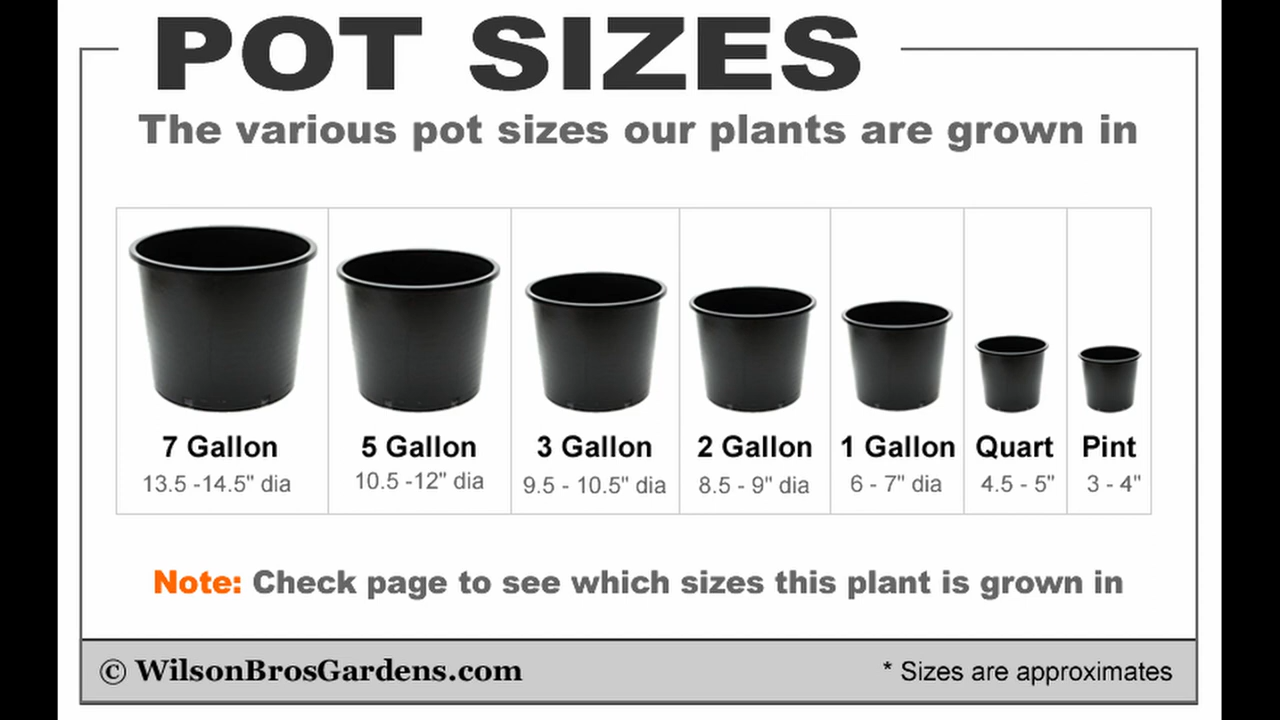 POT SIZES
The various pot sizes our plants are grown in
7 Gallon 5 Gallon 3 Gallon 2 Gallon 1 Gallon Quart Pint
13.5 -14.5" dia 10.5 -12" dia 9.5 - 10.5" dia 8.5 - 9" dia 6 - 7" dia 4.5 - 5" 3 - 4"
Note: Check page to see which sizes this plant is grown in
© WilsonBrosGardens.com * Sizes are approximates